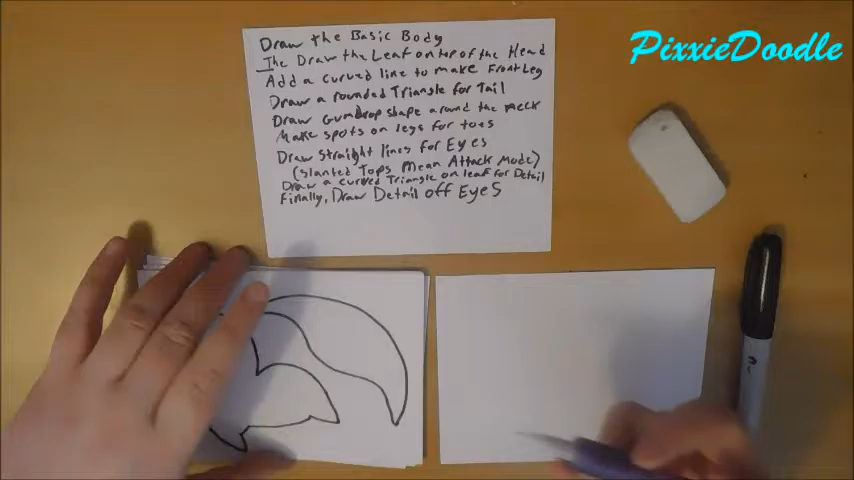 PixxieDoodle
Draw the Basic Body
The Draw the Leaf on top of the Head
Add a curved line to make Front Leg
Draw a rounded Triangle for Tail
Draw Gumdrop shape around the neck
Make spots on legs for toes
Draw Straight lines for Eyes
(slanted Tops Mean Attack Mode)
Draw a curved Triangle on leaf for Detail
Finally, Draw Detail off Eyes